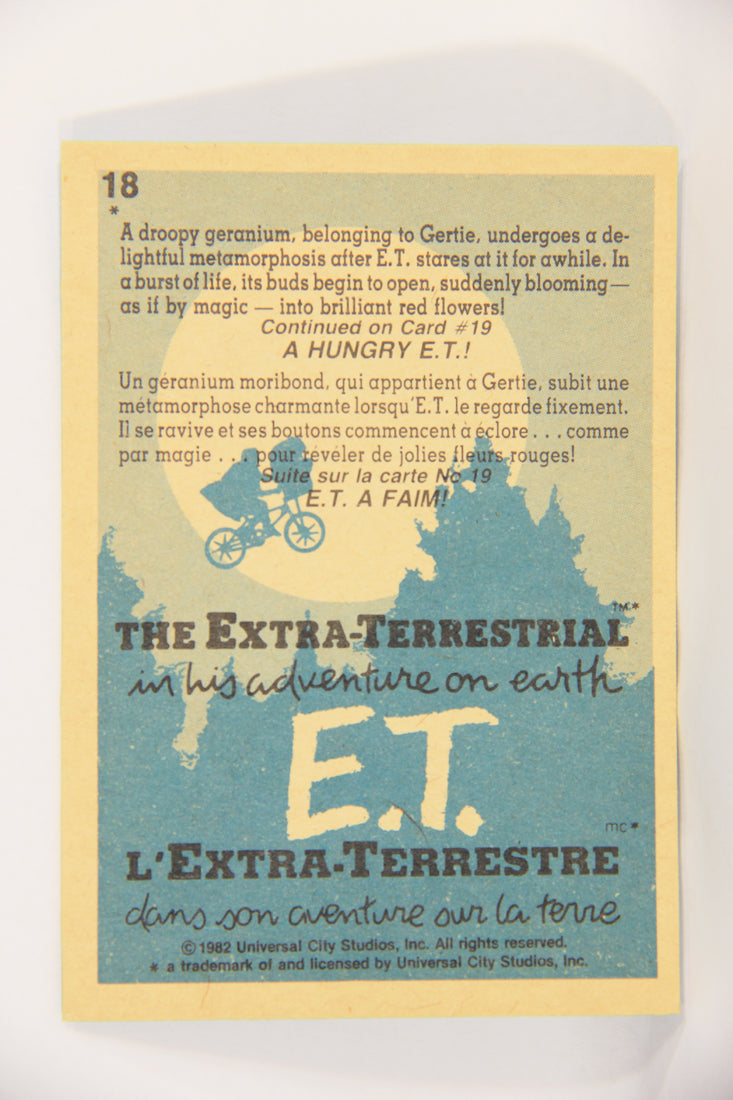 18
*
A droopy geranium, belonging to Gertie, undergoes a de-
lightful metamorphosis after E.T. stares at it for awhile. In
a burst of life, its buds begin to open, suddenly blooming—
as if by magic — into brilliant red flowers!
Continued on Card #19
A HUNGRY E.T.!
Un géranium moribond, qui appartient à Gertie, subit une
métamorphose charmante lorsqu'E.T. le regarde fixement.
Il se ravive et ses boutons commencent à éclore . . . comme
par magie . . . pour révéler de jolies fleurs rouges!
Suite sur la carte No 19
E.T. A FAIM!
THE EXTRA-TERRESTRIAL TM*
in his adventure on earth
E.T.
mc*
L'EXTRA-TERRESTRE
dans son aventure sur la terre
© 1982 Universal City Studios, Inc. All rights reserved.
* a trademark of and licensed by Universal City Studios, Inc.